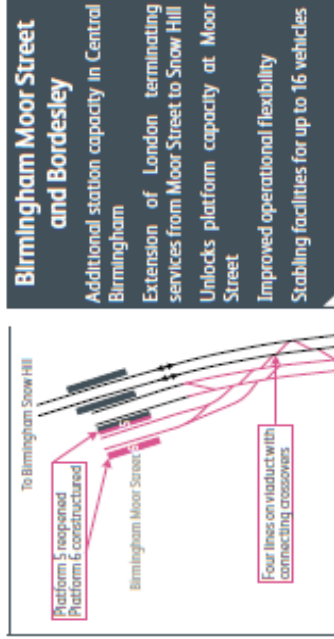 Birmingham Moor Street
and Bordesley
Additional station capacity in Central
Birmingham
Extension of London terminating
services from Moor Street to Snow Hill
Unlocks platform capacity at Moor
Street
Improved operational flexibility
Stabling facilities for up to 16 vehicles
To Birmingham Snow Hill
Platform 5 reopened
Platform 6 constructured
5
6
Birmingham Moor Street
Four lines on viaduct with
connecting crossovers